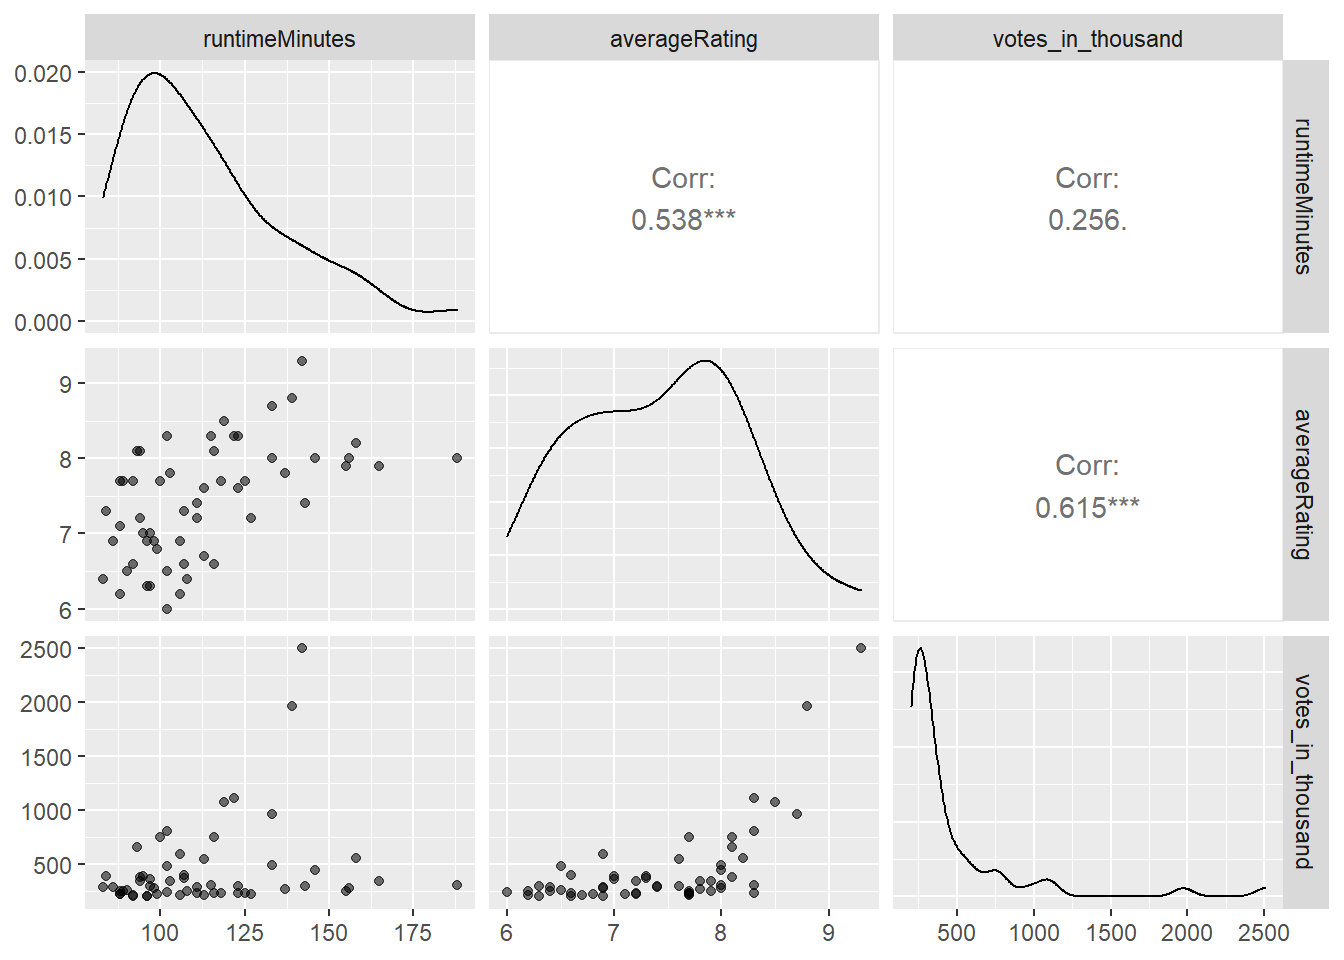 runtimeMinutes
averageRating
votes_in_thousand
0.020
0.015
0.010
0.005
0.000
Corr:
0.538***
Corr:
0.256.
runtimeMinutes
9
8
7
6
Corr:
0.615***
averageRating
2500
2000
1500
1000
500
votes_in_thousand
100 125 150 175
6 7 8 9
500 1000 1500 2000 2500